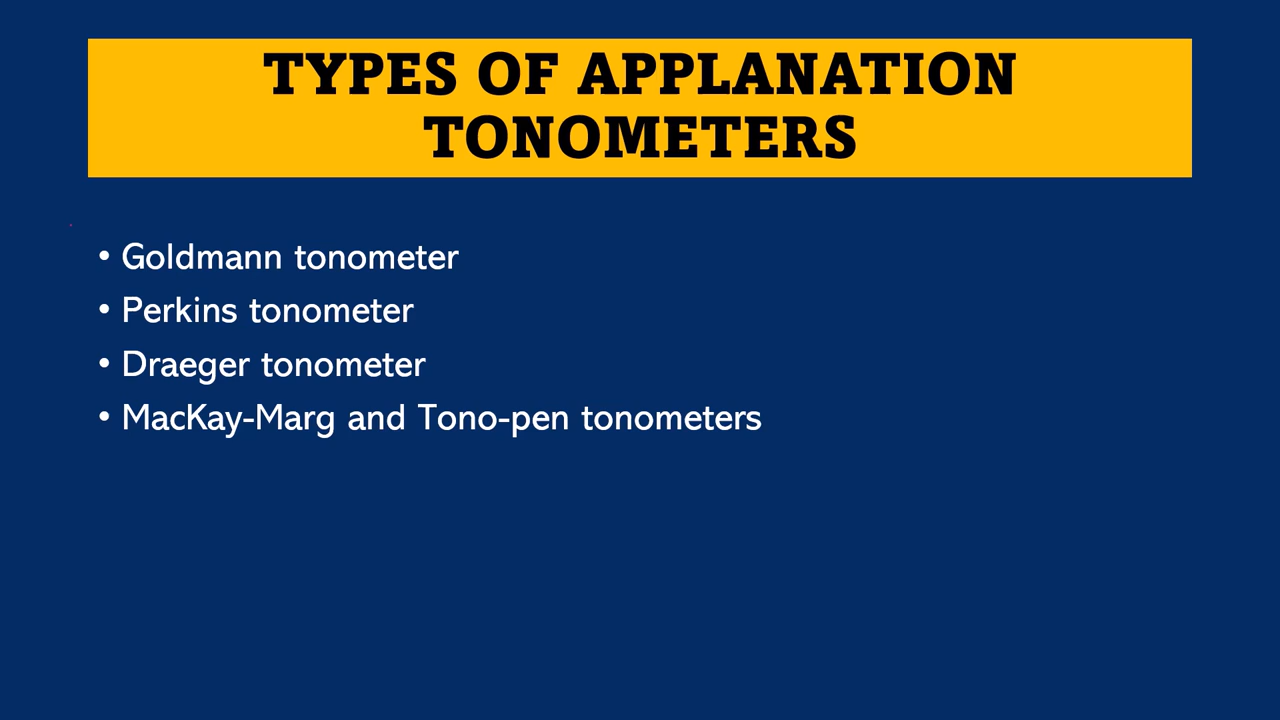 TYPES OF APPLANATION
TONOMETERS
• Goldmann tonometer
• Perkins tonometer
• Draeger tonometer
• MacKay-Marg and Tono-pen tonometers